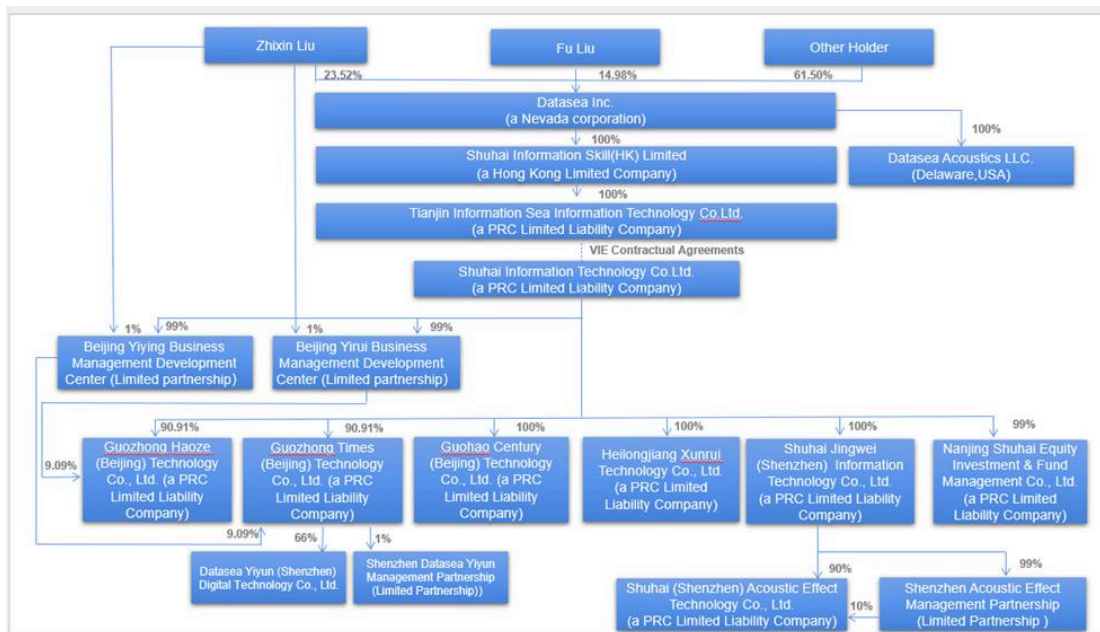 Zhixin Liu
Fu Liu
Other Holder
23.52%
14.98%
61.50%
Datasea Inc.
(a Nevada corporation)
100%
100%
Shuhai Information Skill(HK) Limited
(a Hong Kong Limited Company)
Datasea Acoustics LLC.
(Delaware,USA)
100%
Tianjin Information Sea Information Technology Co,Ltd.
(a PRC Limited Liability Company)
VIE Contractual Agreements
Shuhai Information Technology Co.Ltd.
(a PRC Limited Liability Company)
1%
99%
1%
99%
Beijing Yiying Business
Management Development
Center (Limited partnership)
Beijing Yirui Business
Management Development
Center (Limited partnership)
90.91%
90.91%
100%
100%
100%
99%
9.09%
Guozhong Haoze
(Beijing) Technology
Co., Ltd. (a PRC
Limited Liability
Company)
Guozhong Times
(Beijing) Technology
Co., Ltd. (a PRC
Limited Liability
Company)
Guohao Century
(Beijing) Technology
Co., Ltd. (a PRC
Limited Liability
Company)
Heilongjiang Xunrui
Technology Co., Ltd.
(a PRC Limited
Liability Company)
Shuhai Jingwei
(Shenzhen) Information
Technology Co., Ltd.
(a PRC Limited Liability
Company)
Nanjing Shuhai Equity
Investment & Fund
Management Co., Ltd.
(a PRC Limited
Liability Company)
9.09%
66%
1%
Datasea Yiyun (Shenzhen)
Digital Technology Co., Ltd.
Shenzhen Datasea Yiyun
Management Partnership
(Limited Partnership))
90%
99%
Shuhai (Shenzhen) Acoustic Effect
Technology Co., Ltd.
(a PRC Limited Liability Company)
10%
Shenzhen Acoustic Effect
Management Partnership
(Limited Partnership )